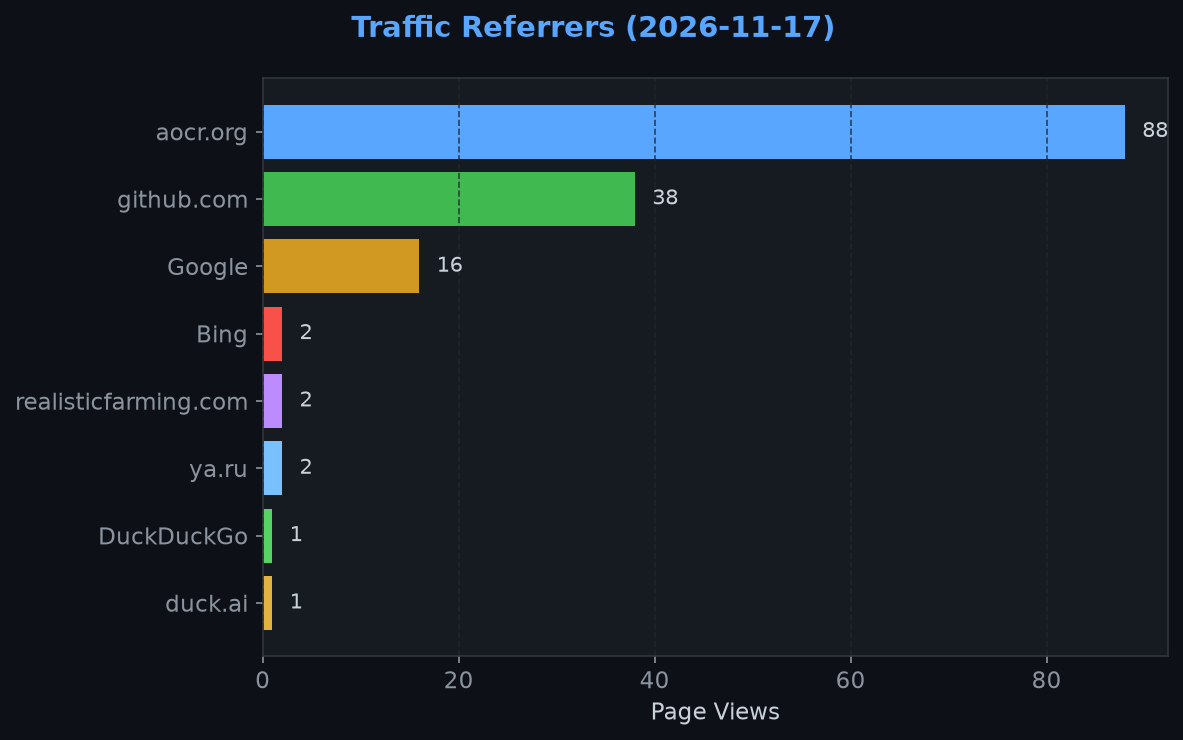 Traffic Referrers (2026-11-17)
aocr.org 88
github.com 38
Google 16
Bing 2
realisticfarming.com 2
ya.ru 2
DuckDuckGo 1
duck.ai 1
0 20 40 60 80
Page Views